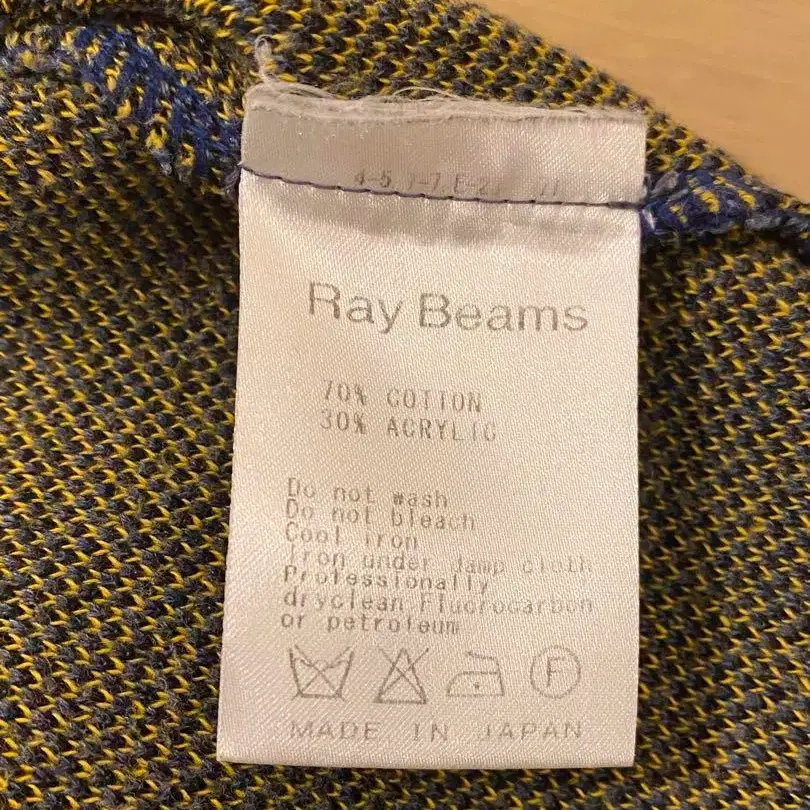 Ray Beams
70% COTTON
30% ACRYLIC
Do not wash
Do not bleach
Cool iron
Iron under damp cloth
Professionally
dryclean Fluorocarbon
or petroleum
F
MADE IN JAPAN